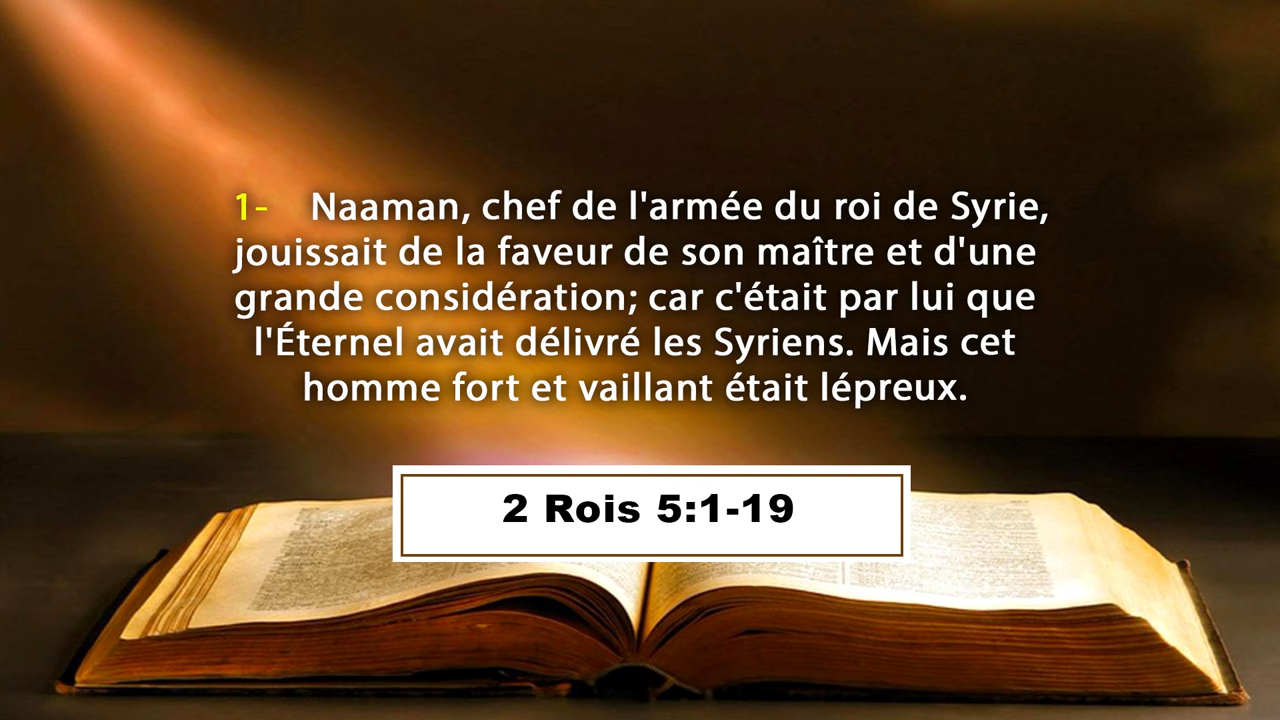 1- Naaman, chef de l'armée du roi de Syrie,
jouissait de la faveur de son maître et d'une
grande considération; car c'était par lui que
l'Éternel avait délivré les Syriens. Mais cet
homme fort et vaillant était lépreux.
2 Rois 5:1-19